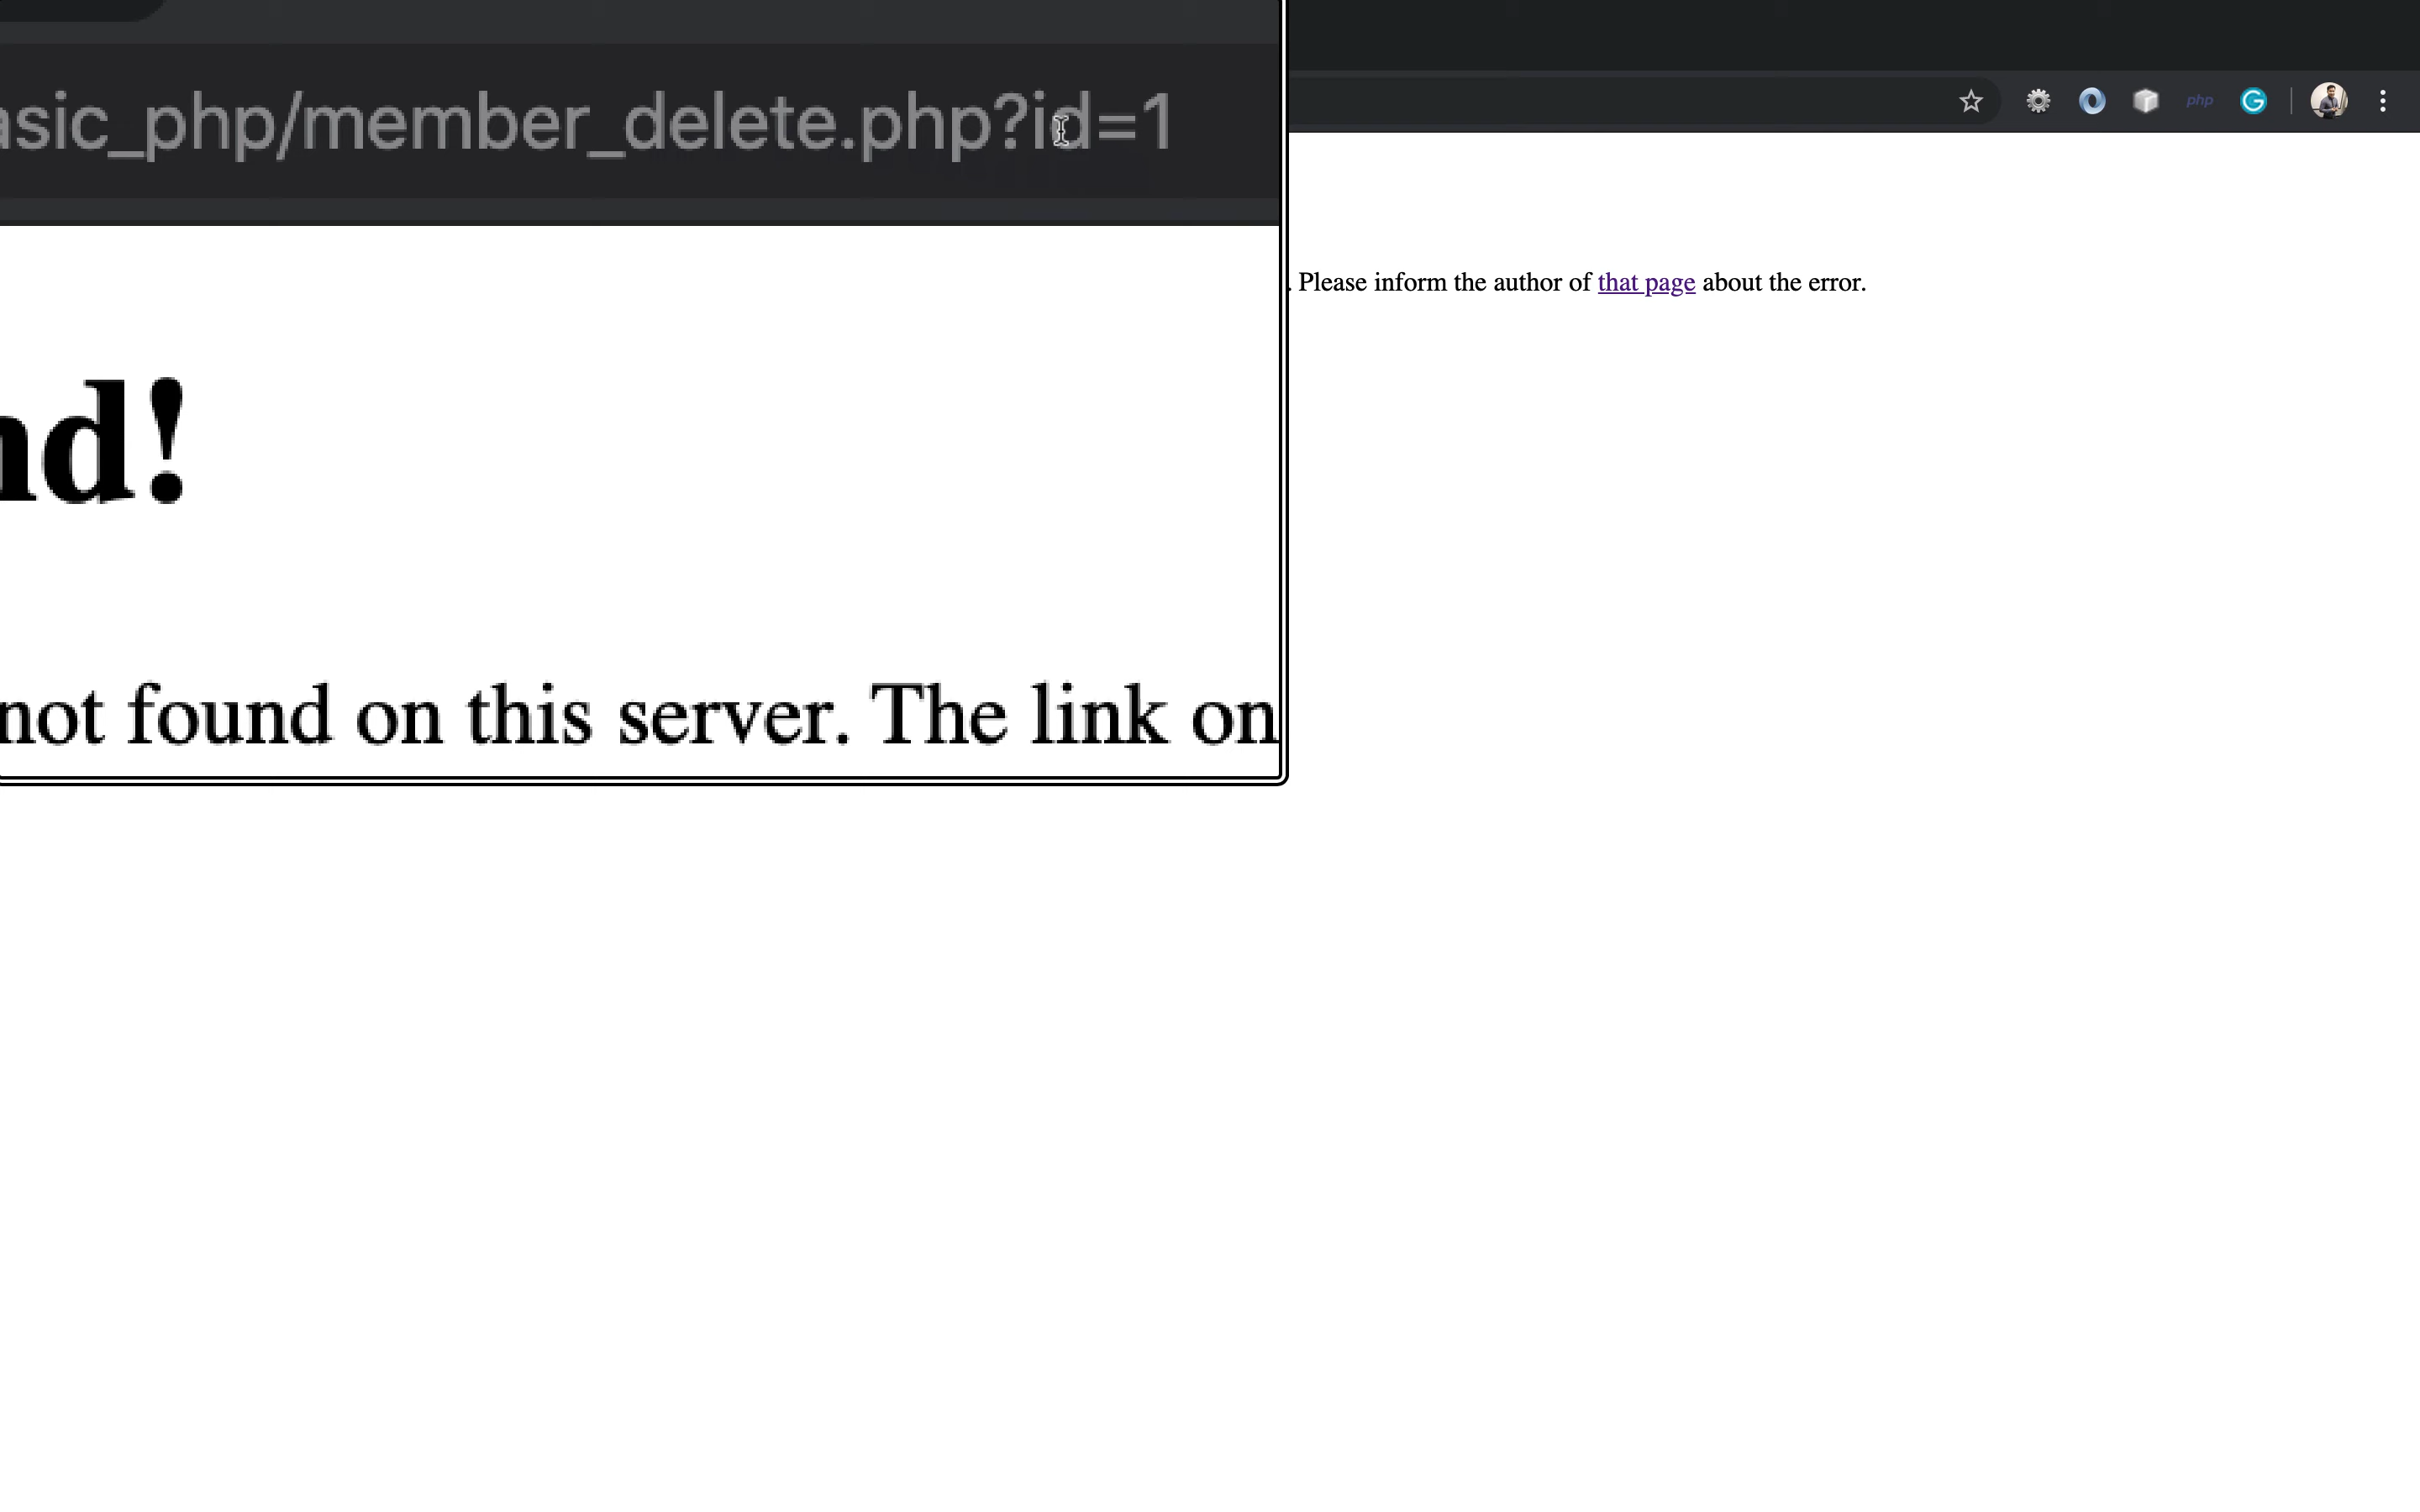 asic_php/member_delete.php?id=1
php
. Please inform the author of that page about the error.
nd!
not found on this server. The link on